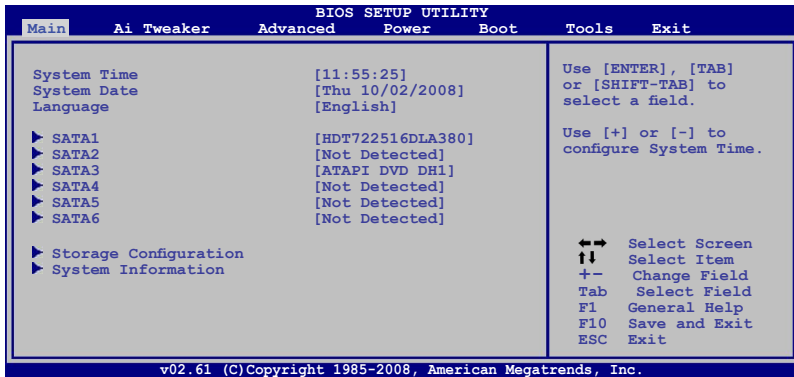 BIOS SETUP UTILITY
Main Ai Tweaker Advanced Power Boot Tools Exit
System Time [11:55:25]
System Date [Thu 10/02/2008]
Language [English]
SATA1 [HDT722516DLA380]
SATA2 [Not Detected]
SATA3 [ATAPI DVD DH1]
SATA4 [Not Detected]
SATA5 [Not Detected]
SATA6 [Not Detected]
Storage Configuration
System Information
Use [ENTER], [TAB]
or [SHIFT-TAB] to
select a field.
Use [+] or [-] to
configure System Time.
←→ Select Screen
↑↓ Select Item
+- Change Field
Tab Select Field
F1 General Help
F10 Save and Exit
ESC Exit
v02.61 (C)Copyright 1985-2008, American Megatrends, Inc.